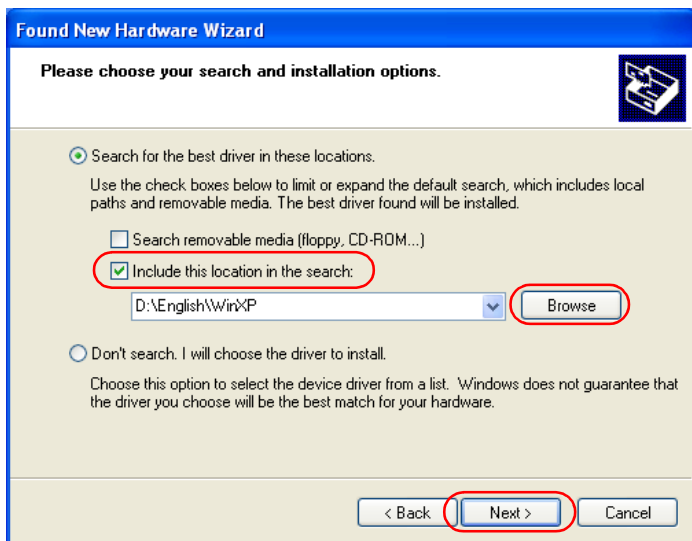 Found New Hardware Wizard
Please choose your search and installation options.
Search for the best driver in these locations.
Use the check boxes below to limit or expand the default search, which includes local
paths and removable media. The best driver found will be installed.
Search removable media (floppy, CD-ROM...)
Include this location in the search:
D:\English\WinXP
Browse
Don't search. I will choose the driver to install.
Choose this option to select the device driver from a list. Windows does not guarantee that
the driver you choose will be the best match for your hardware.
< Back
Next >
Cancel